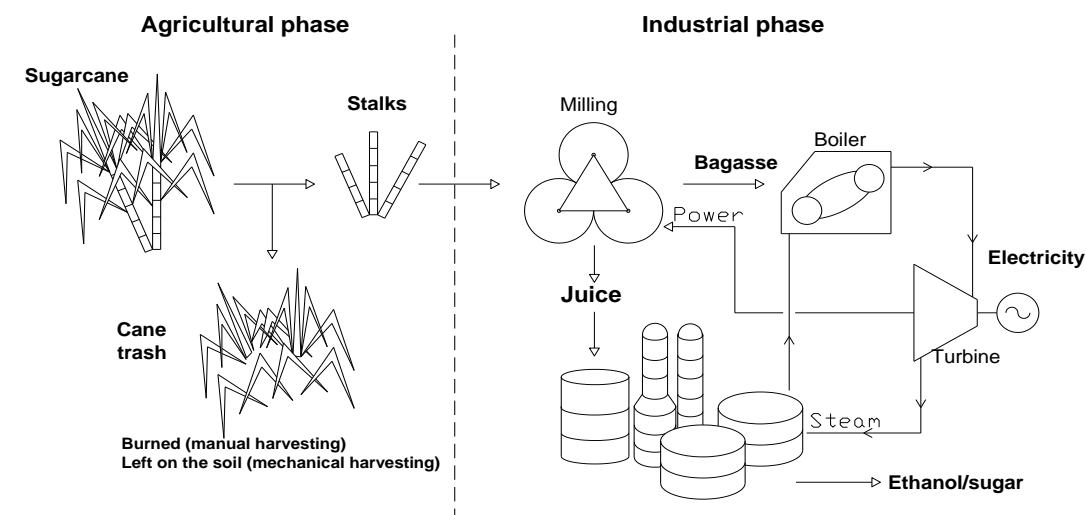 Agricultural phase
Industrial phase
Sugarcane
Stalks
Milling
Bagasse
Boiler
Power
Electricity
Juice
Turbine
Cane
trash
Steam
Burned (manual harvesting)
Left on the soil (mechanical harvesting)
Ethanol/sugar